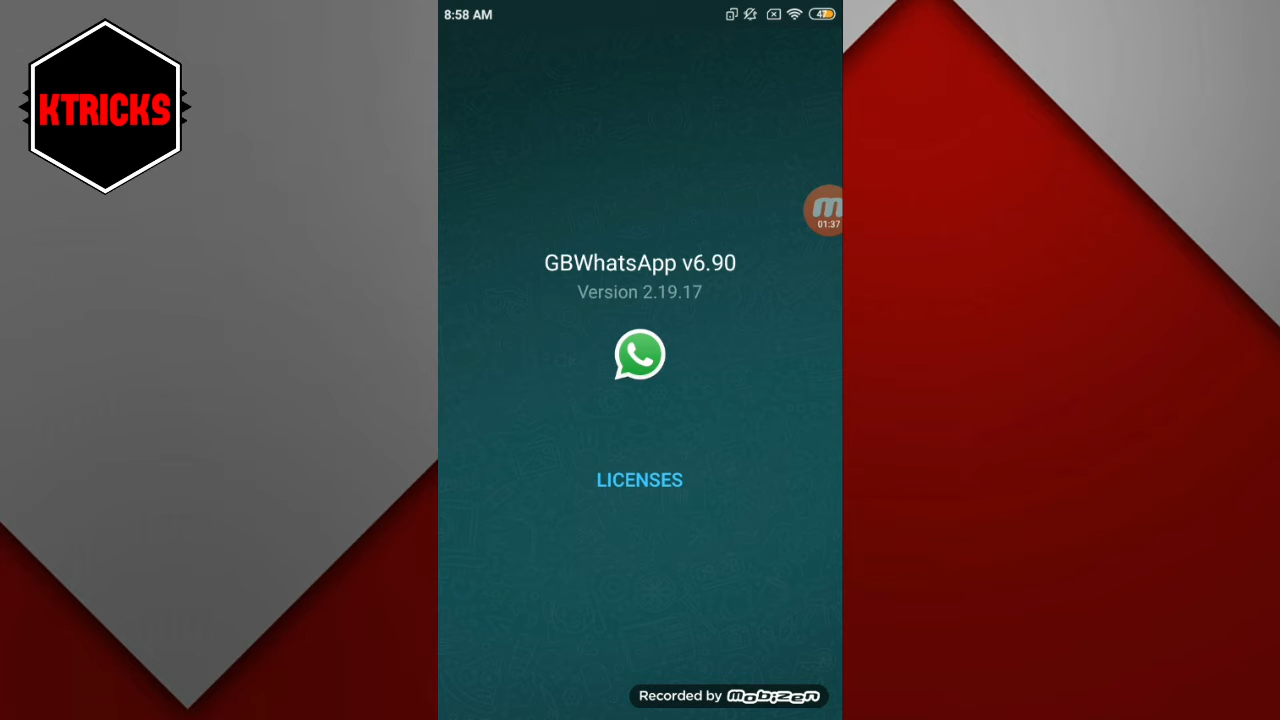 KTRICKS
8:58 AM
47
01:37
GBWhatsApp v6.90
Version 2.19.17
LICENSES
Recorded by mobizen